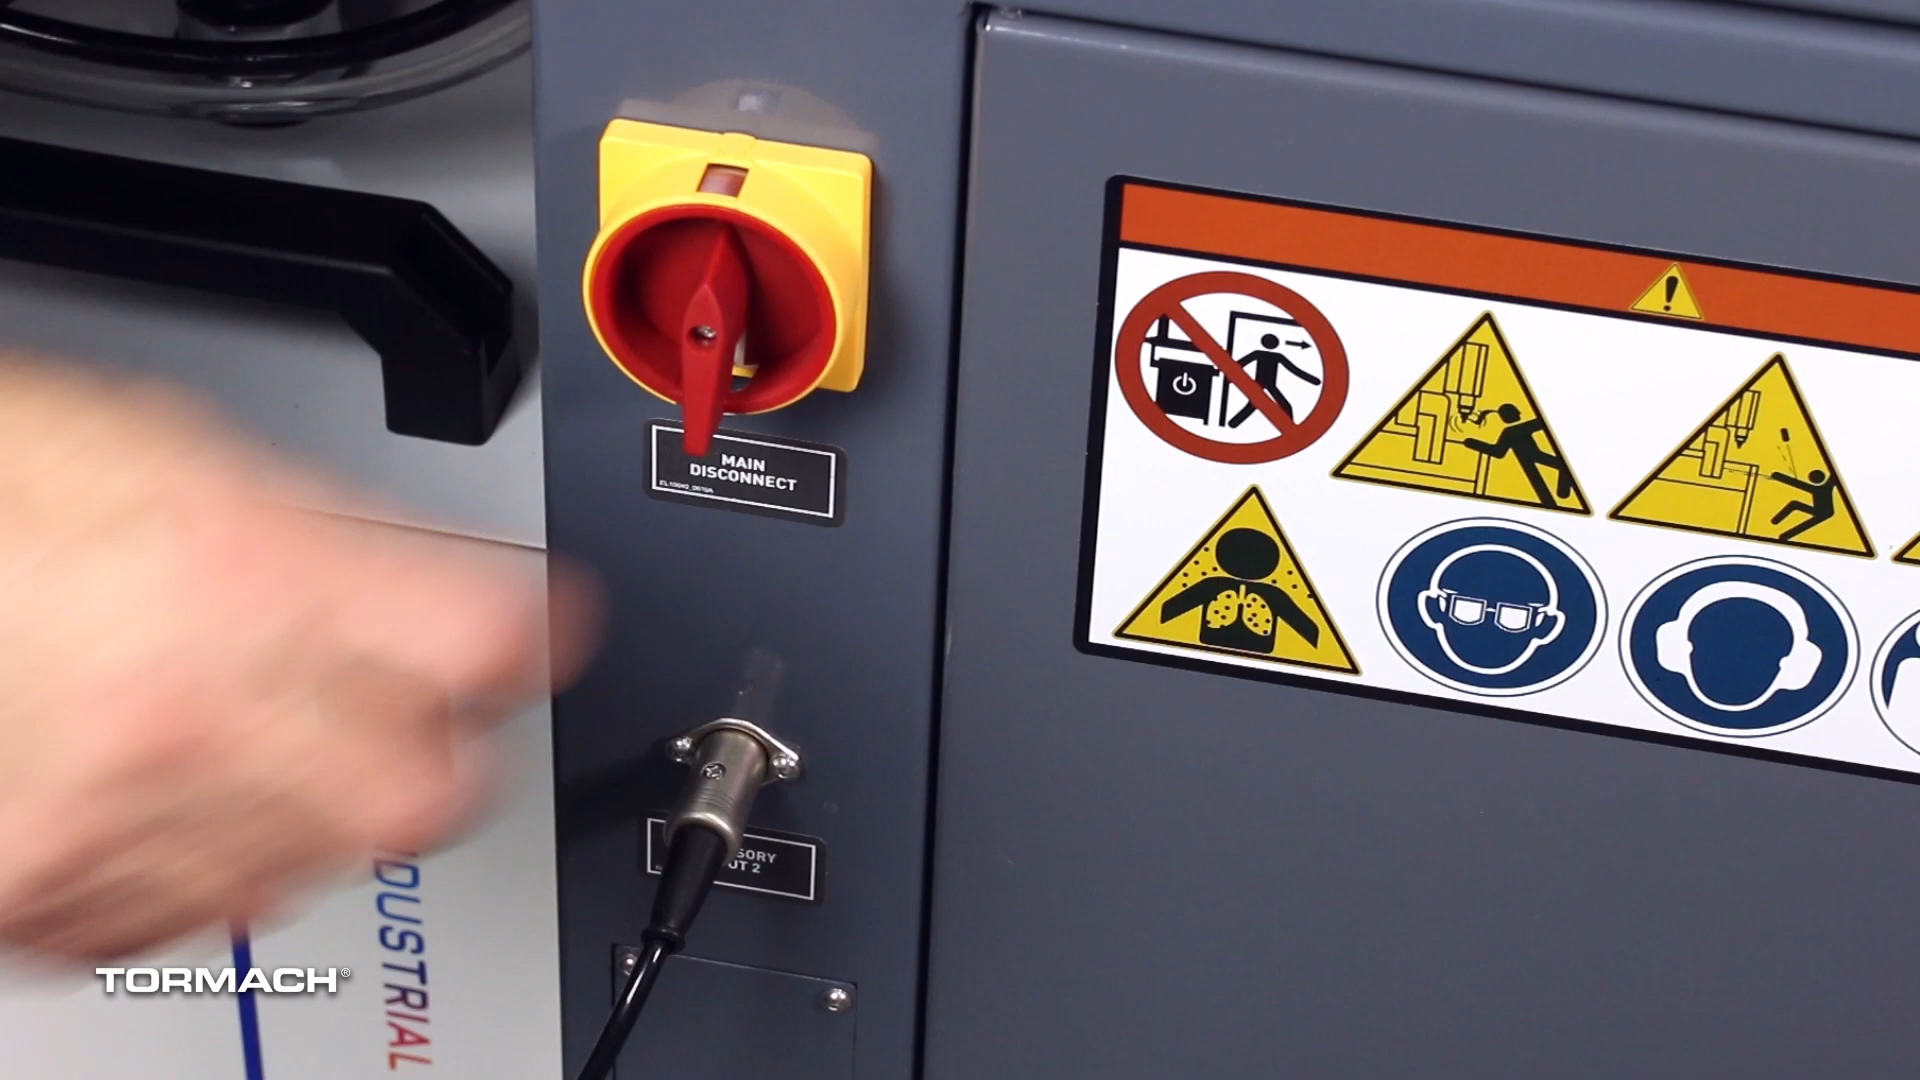 MAIN
DISCONNECT
SORY
UT 2
DUSTRIAL
TORMACH®